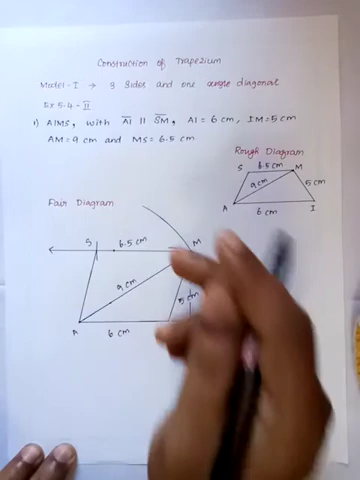 Construction of Trapezium
Model-I → 3 Sides and one angle diagonal
Ex 5.4 - II
1) AIMS, with AI || SM, AI = 6 cm, IM = 5 cm
AM = 9 cm and MS = 6.5 cm
Rough Diagram
S 6.5 cm M
9 cm 5 cm
A 6 cm I
Fair Diagram
S 6.5 cm M
9 cm 5 cm
A 6 cm